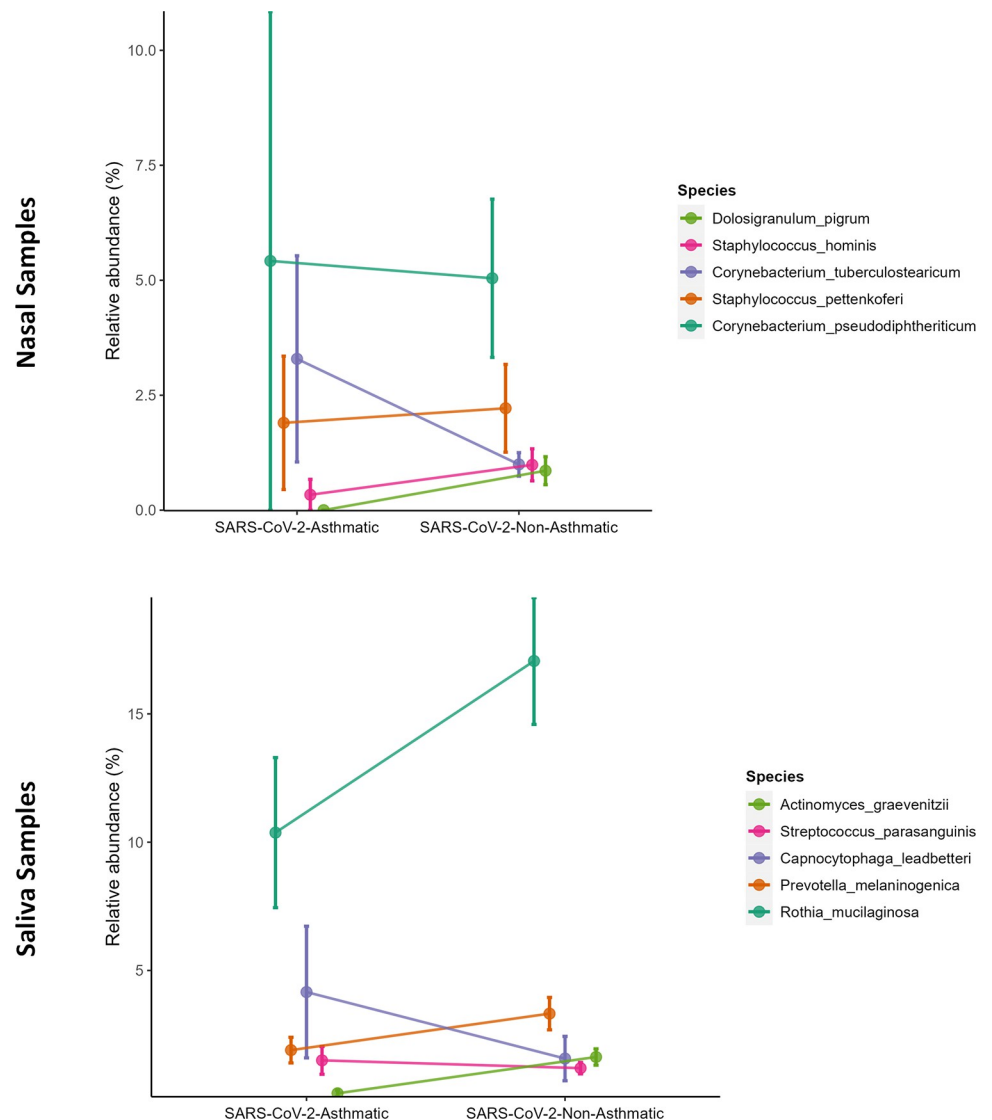 Nasal Samples
Relative abundance (%)
10.0
7.5
5.0
2.5
0.0
SARS-CoV-2-Asthmatic
SARS-CoV-2-Non-Asthmatic
Species
Dolosigranulum_pigrum
Staphylococcus_hominis
Corynebacterium_tuberculostearicum
Staphylococcus_pettenkoferi
Corynebacterium_pseudodiphtheriticum
Saliva Samples
Relative abundance (%)
15
10
5
SARS-CoV-2-Asthmatic
SARS-CoV-2-Non-Asthmatic
Species
Actinomyces_graevenitzii
Streptococcus_parasanguinis
Capnocytophaga_leadbetteri
Prevotella_melaninogenica
Rothia_mucilaginosa